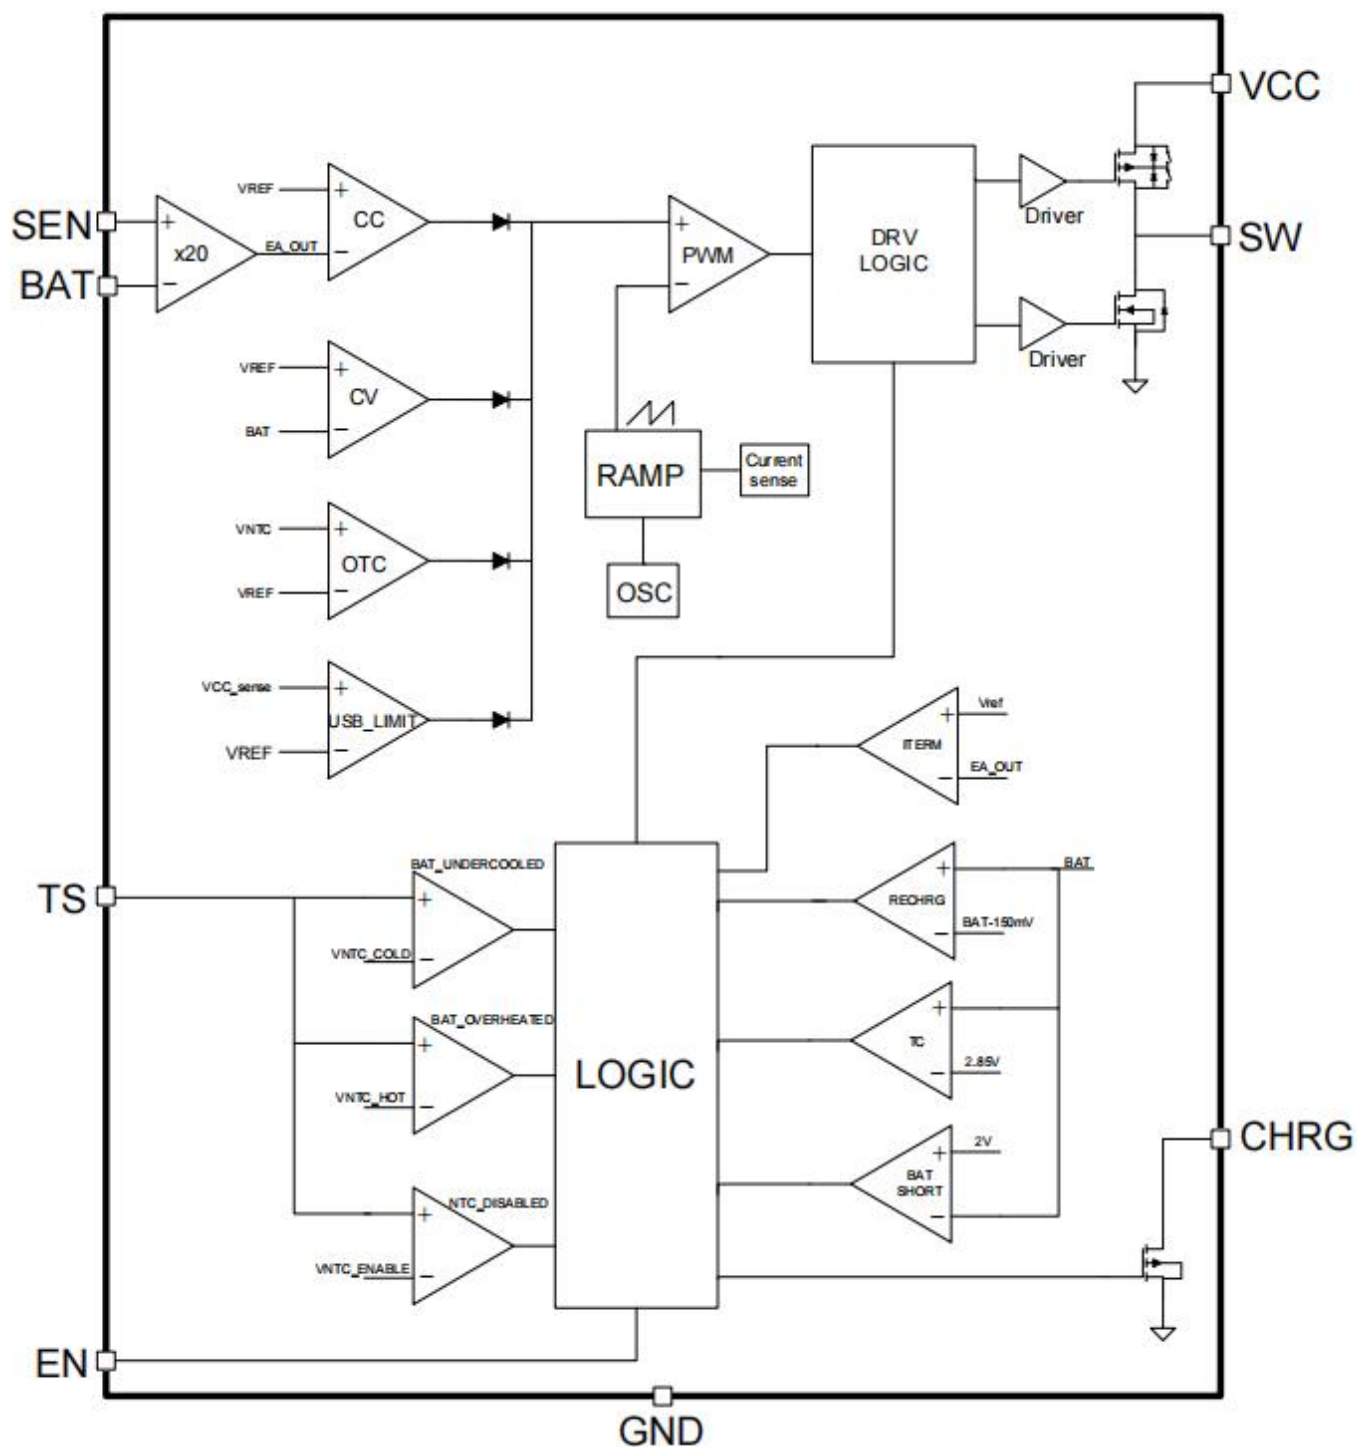 VCC
SEN
BAT
x20
VREF
EA_OUT
CC
PWM
DRV
LOGIC
Driver
Driver
SW
VREF
BAT
CV
RAMP
Current
sense
OSC
VNTC
VREF
OTC
VCC_sense
VREF
USB_LIMIT
Vref
ITERM
EA_OUT
TS
BAT_UNDERCOOLED
VNTC_COLD
BAT_OVERHEATED
VNTC_HOT
NTC_DISABLED
VNTC_ENABLE
LOGIC
BAT
RECHRG
BAT-150mV
TC
2.85V
2V
BAT
SHORT
CHRG
EN
GND